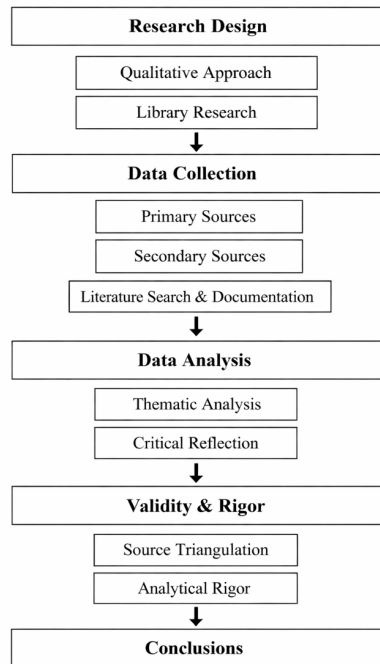 Research Design
Qualitative Approach
Library Research
Data Collection
Primary Sources
Secondary Sources
Literature Search & Documentation
Data Analysis
Thematic Analysis
Critical Reflection
Validity & Rigor
Source Triangulation
Analytical Rigor
Conclusions